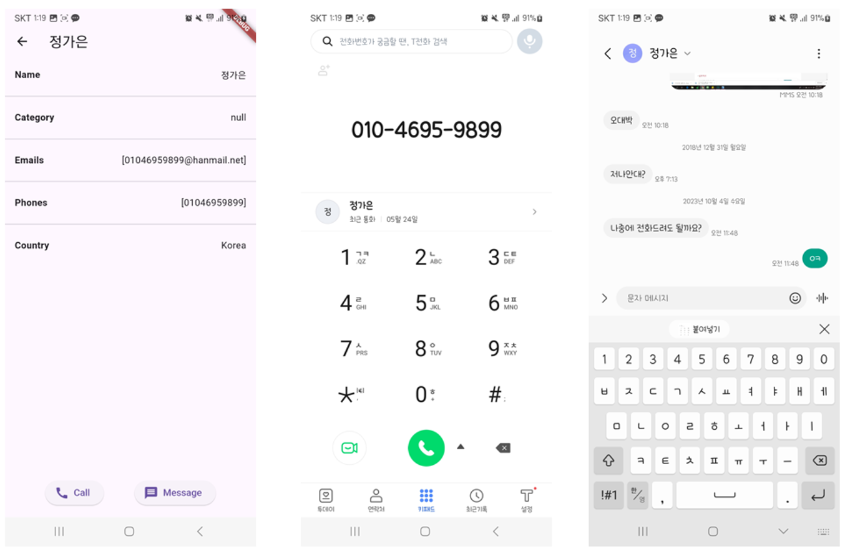 SKT 1:19
91%
정가은
Name 정가은
Category null
Emails [01046959899@hanmail.net]
Phones [01046959899]
Country Korea
Call Message
SKT 1:19
91%
전화번호가 궁금할 땐, T전화 검색
010-4695-9899
정가은
최근 통화 | 05월 24일
1 ㄱㅋ .QZ 2 ㄴ ABC 3 ㄷㅌ DEF
4 ㄹ GHI 5 ㅁ JKL 6 ㅂㅍ MNO
7 ㅅ PRS 8 ㅇ TUV 9 ㅈㅊ WXY
* 0 ㅎ + # ;
투데이 연락처 키패드 최근기록 설정
SKT 1:19
91%
정 정가은
MMS 오전 10:18
오대박 오전 10:18
2018년 12월 31일 월요일
저나안대? 오후 7:13
2023년 10월 4일 수요일
나중에 전화드려도 될까요? 오전 11:48
오전 11:48 ㅇㅋ
문자 메시지
붙여넣기
1 2 3 4 5 6 7 8 9 0
ㅂ ㅈ ㄷ ㄱ ㅅ ㅛ ㅕ ㅑ ㅐ ㅔ
ㅁ ㄴ ㅇ ㄹ ㅎ ㅗ ㅓ ㅏ ㅣ
ㅋ ㅌ ㅊ ㅍ ㅠ ㅜ ㅡ
!#1 한/영 , .